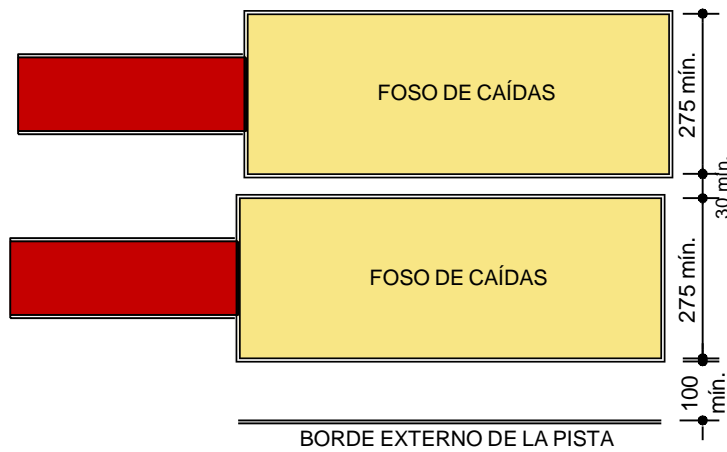 FOSO DE CAÍDAS
275 mín.
30 mín.
FOSO DE CAÍDAS
275 mín.
100
mín.
BORDE EXTERNO DE LA PISTA